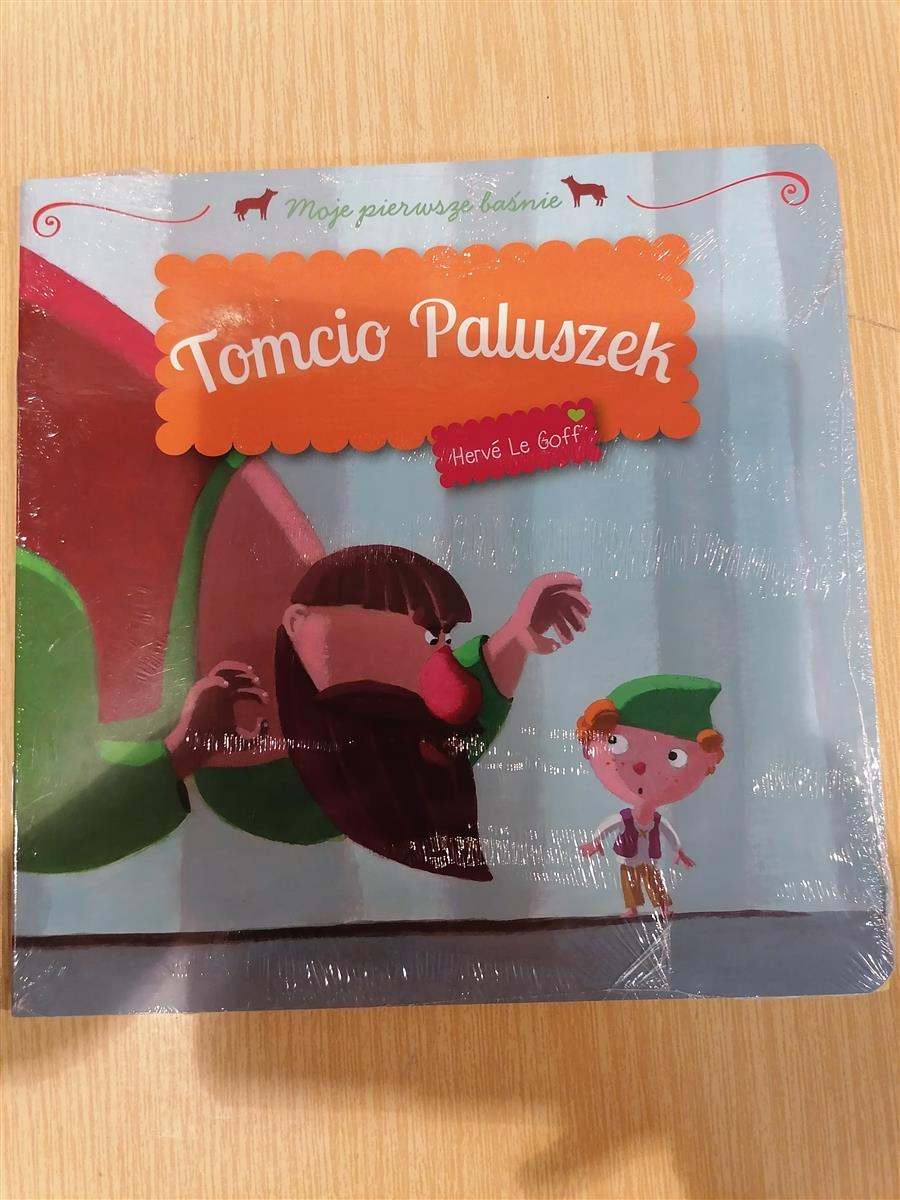 Moje pierwsze baśnie
Tomcio Paluszek
Hervé Le Goff